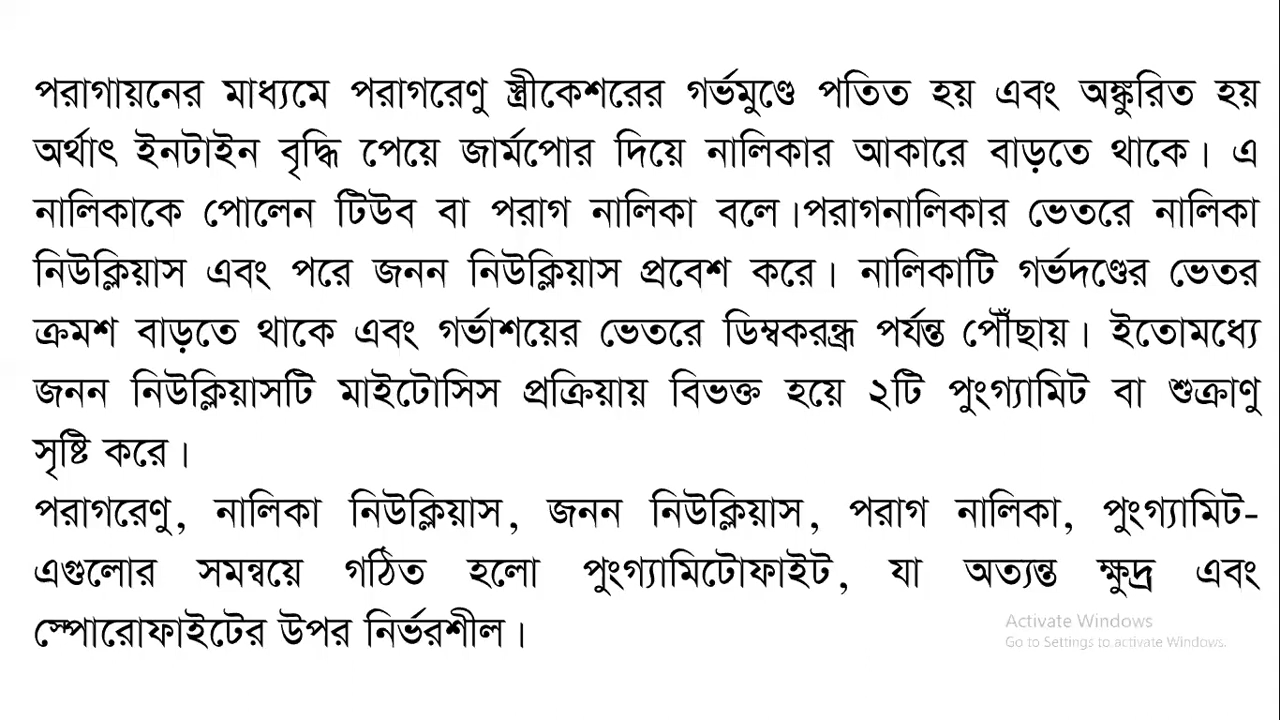 পরাগায়নের মাধ্যমে পরাগরেণু স্ত্রীকেশরের গর্ভমুণ্ডে পতিত হয় এবং অঙ্কুরিত হয়
অর্থাৎ ইনটাইন বৃদ্ধি পেয়ে জার্মপোর দিয়ে নালিকার আকারে বাড়তে থাকে। এ
নালিকাকে পোলেন টিউব বা পরাগ নালিকা বলে।পরাগনালিকার ভেতরে নালিকা
নিউক্লিয়াস এবং পরে জনন নিউক্লিয়াস প্রবেশ করে। নালিকাটি গর্ভদণ্ডের ভেতর
ক্রমশ বাড়তে থাকে এবং গর্ভাশয়ের ভেতরে ডিম্বকরন্ধ্র পর্যন্ত পৌঁছায়। ইতোমধ্যে
জনন নিউক্লিয়াসটি মাইটোসিস প্রক্রিয়ায় বিভক্ত হয়ে ২টি পুংগ্যামিট বা শুক্রাণু
সৃষ্টি করে।
পরাগরেণু, নালিকা নিউক্লিয়াস, জনন নিউক্লিয়াস, পরাগ নালিকা, পুংগ্যামিট-
এগুলোর সমন্বয়ে গঠিত হলো পুংগ্যামিটোফাইট, যা অত্যন্ত ক্ষুদ্র এবং
স্পোরোফাইটের উপর নির্ভরশীল।
Activate Windows
Go to Settings to activate Windows.